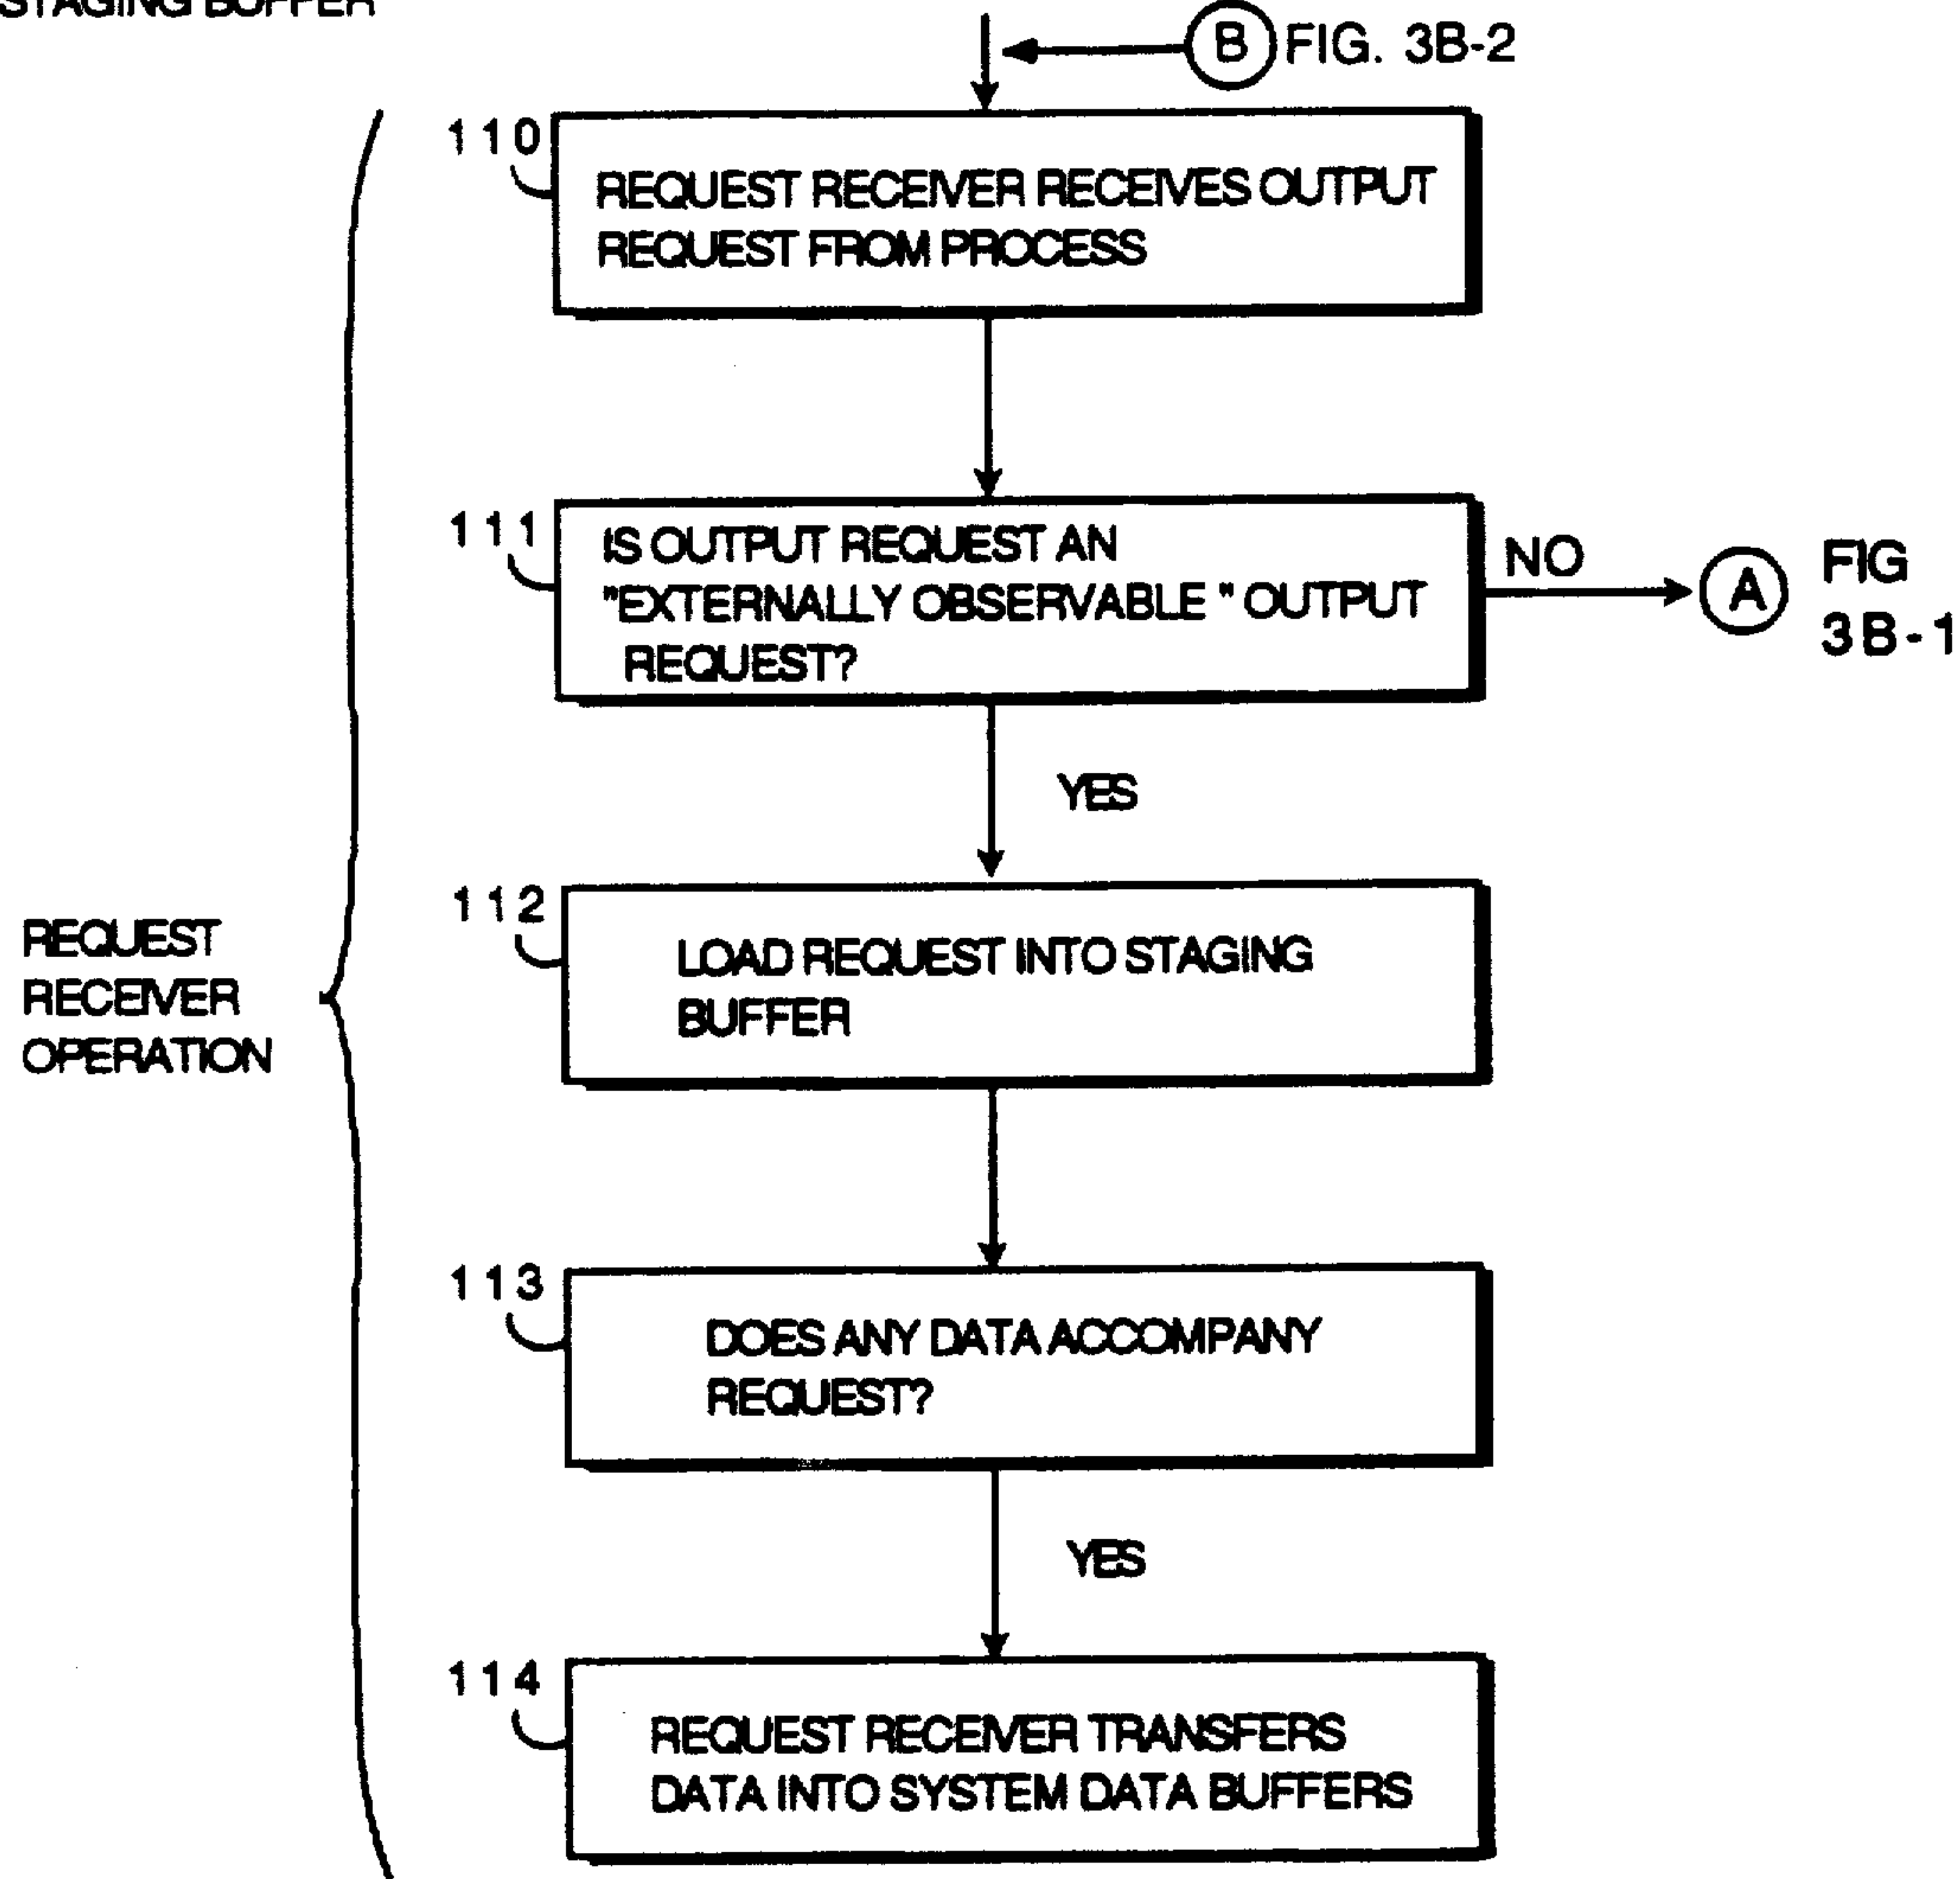 STAGING BUFFER
B FIG. 3B-2
110
REQUEST RECEIVER RECEIVES OUTPUT
REQUEST FROM PROCESS
111
IS OUTPUT REQUEST AN
"EXTERNALLY OBSERVABLE " OUTPUT
REQUEST?
NO
A
FIG
3B-1
YES
112
LOAD REQUEST INTO STAGING
BUFFER
REQUEST
RECEIVER
OPERATION
113
DOES ANY DATA ACCOMPANY
REQUEST?
YES
114
REQUEST RECEIVER TRANSFERS
DATA INTO SYSTEM DATA BUFFERS